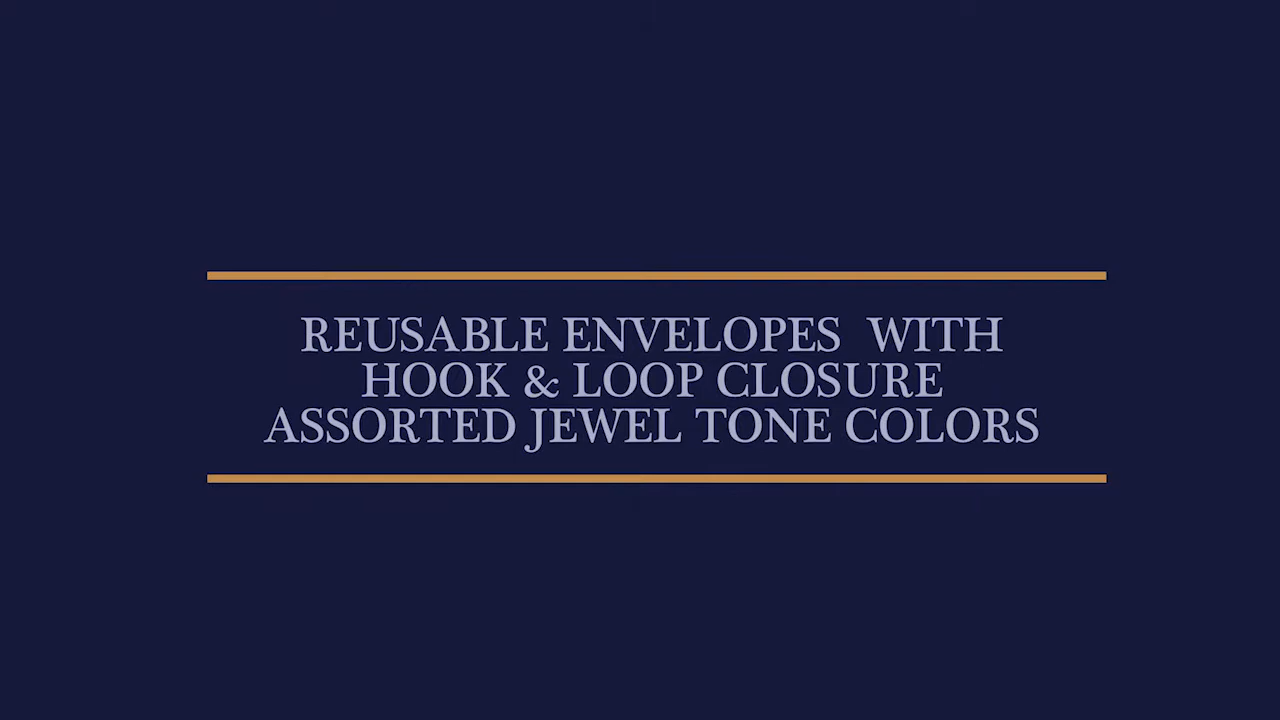 REUSABLE ENVELOPES  WITH
HOOK & LOOP CLOSURE
ASSORTED JEWEL TONE COLORS